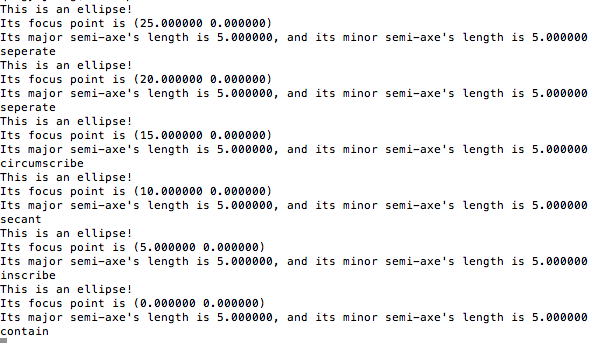 This is an ellipse!
Its focus point is (25.000000 0.000000)
Its major semi-axe's length is 5.000000, and its minor semi-axe's length is 5.000000
seperate
This is an ellipse!
Its focus point is (20.000000 0.000000)
Its major semi-axe's length is 5.000000, and its minor semi-axe's length is 5.000000
seperate
This is an ellipse!
Its focus point is (15.000000 0.000000)
Its major semi-axe's length is 5.000000, and its minor semi-axe's length is 5.000000
circumscribe
This is an ellipse!
Its focus point is (10.000000 0.000000)
Its major semi-axe's length is 5.000000, and its minor semi-axe's length is 5.000000
secant
This is an ellipse!
Its focus point is (5.000000 0.000000)
Its major semi-axe's length is 5.000000, and its minor semi-axe's length is 5.000000
inscribe
This is an ellipse!
Its focus point is (0.000000 0.000000)
Its major semi-axe's length is 5.000000, and its minor semi-axe's length is 5.000000
contain